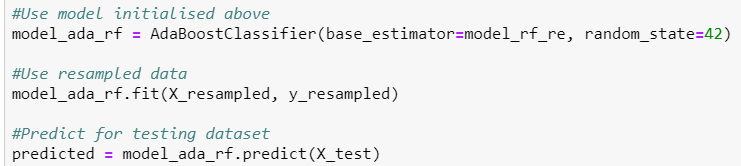 #Use model initialised above
model_ada_rf = AdaBoostClassifier(base_estimator=model_rf_re, random_state=42)
#Use resampled data
model_ada_rf.fit(X_resampled, y_resampled)
#Predict for testing dataset
predicted = model_ada_rf.predict(X_test)